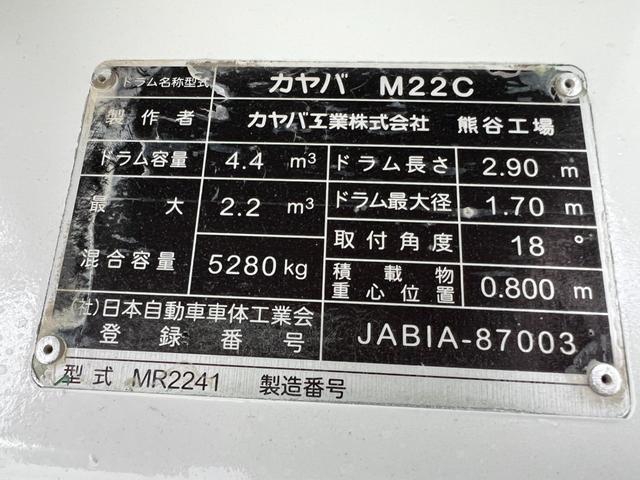 ドラム名称型式 カヤバ M22C
製作者 カヤバ工業株式会社 熊谷工場
ドラム容量 4.4 m³ ドラム長さ 2.90 m
最大 2.2 m³ ドラム最大径 1.70 m
混合容量 5280kg 取付角度 18°
積載物重心位置 0.800 m
(社)日本自動車車体工業会
登録番号 JABIA-87003
型式 MR2241 製造番号